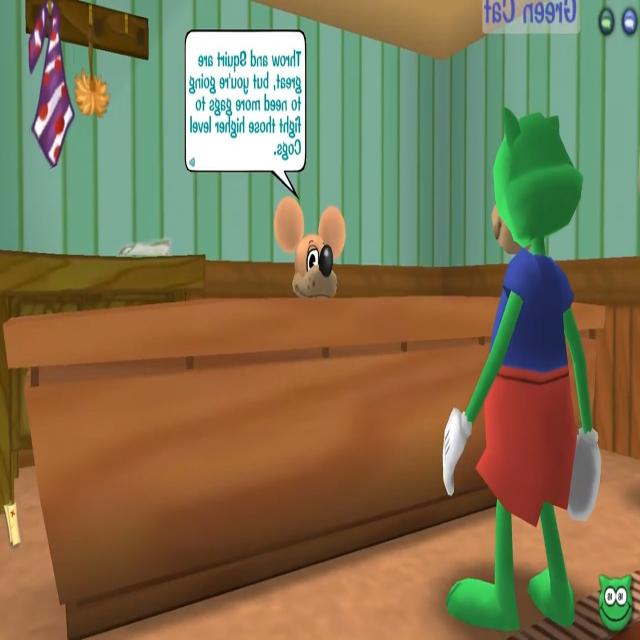 Green Cat
Throw and Squirt are
great, but you're going
to need more gags to
fight those higher level
Cogs.